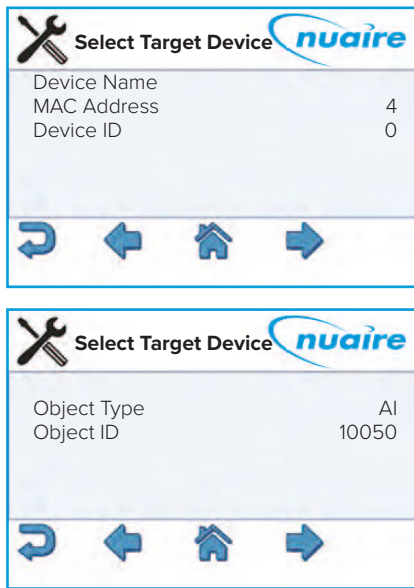 Select Target Device nuaire
Device Name
MAC Address 4
Device ID 0
Select Target Device nuaire
Object Type AI
Object ID 10050